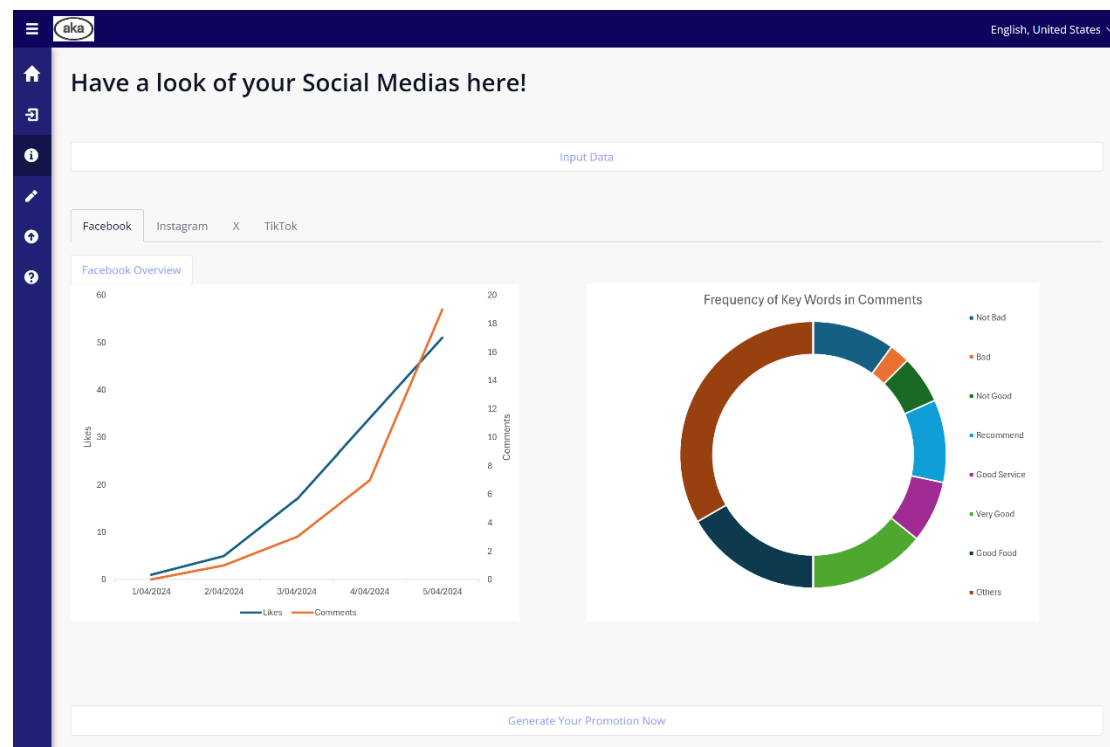 aka
English, United States
Have a look of your Social Medias here!
Input Data
Facebook Instagram X TikTok
Facebook Overview
60
50
40
30
20
10
0
Likes
20
18
16
14
12
10
8
6
4
2
0
Comments
1/04/2024 2/04/2024 3/04/2024 4/04/2024 5/04/2024
Likes Comments
Frequency of Key Words in Comments
Not Bad
Bad
Not Good
Recommend
Good Service
Very Good
Good Food
Others
Generate Your Promotion Now